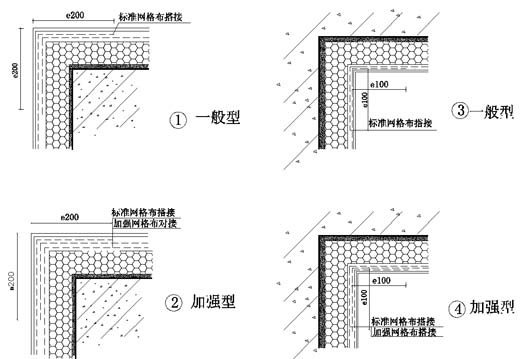 e200
标准网格布搭接
e200
① 一般型
e100
e100
标准网格布搭接
③ 一般型
e200
标准网格布搭接
加强网格布对接
e200
② 加强型
e100
e100
标准网格布搭接
加强网格布搭接
④ 加强型